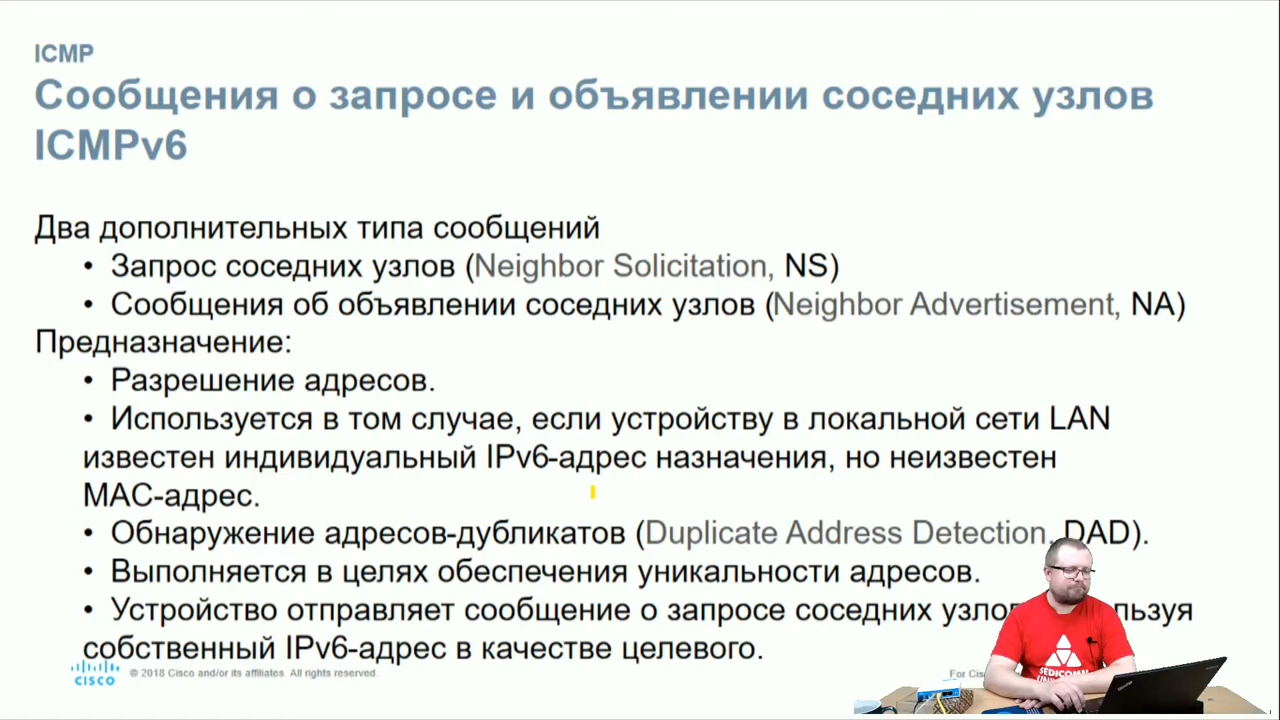 ICMP
Сообщения о запросе и объявлении соседних узлов
ICMPv6
Два дополнительных типа сообщений
• Запрос соседних узлов (Neighbor Solicitation, NS)
• Сообщения об объявлении соседних узлов (Neighbor Advertisement, NA)
Предназначение:
• Разрешение адресов.
• Используется в том случае, если устройству в локальной сети LAN
известен индивидуальный IPv6-адрес назначения, но неизвестен
MAC-адрес.
• Обнаружение адресов-дубликатов (Duplicate Address Detection, DAD).
• Выполняется в целях обеспечения уникальности адресов.
• Устройство отправляет сообщение о запросе соседних
собственный IPv6-адрес в качестве целевого.
CISCO
© 2018 Cisco and/or its affiliates. All rights reserved.
For
SEDICOMM